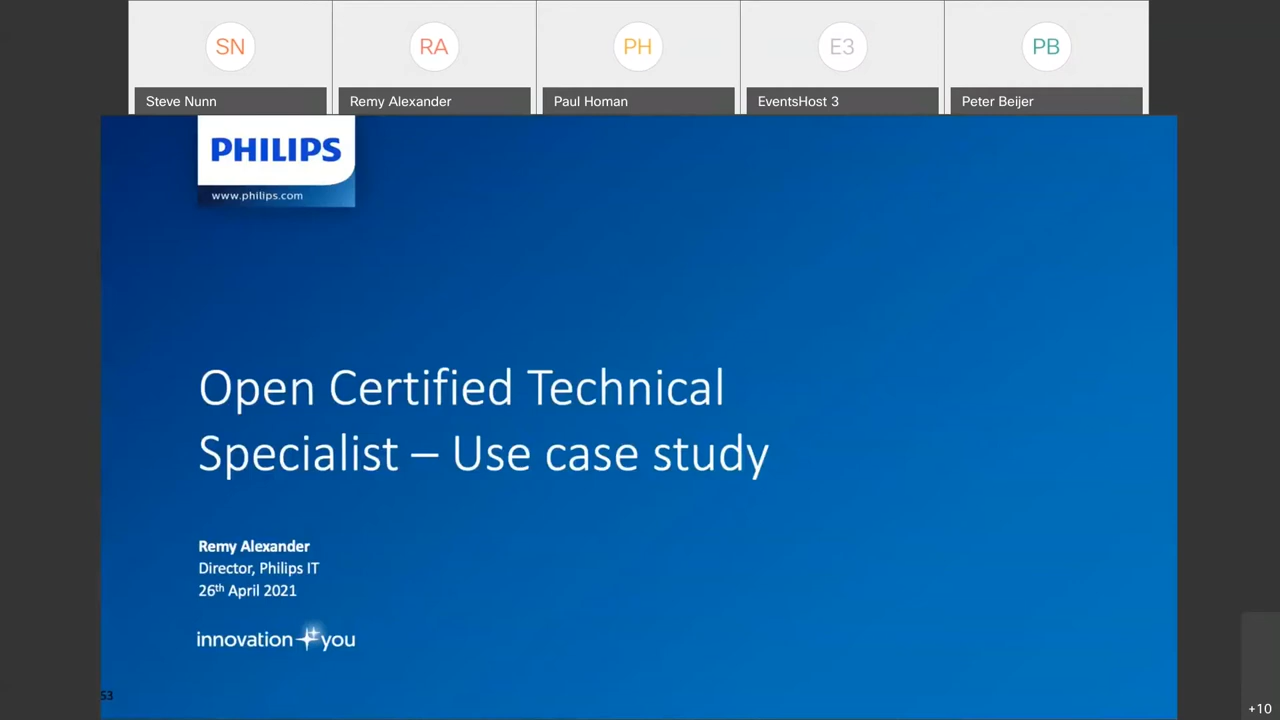 SN
RA
PH
E3
PB
Steve Nunn
Remy Alexander
Paul Homan
EventsHost 3
Peter Beijer
PHILIPS
www.philips.com
Open Certified Technical
Specialist – Use case study
Remy Alexander
Director, Philips IT
26th April 2021
innovation you
53
+10